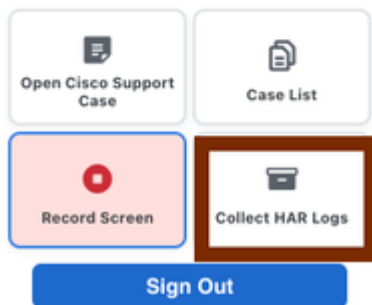 Open Cisco Support
Case
Case List
Record Screen
Collect HAR Logs
Sign Out